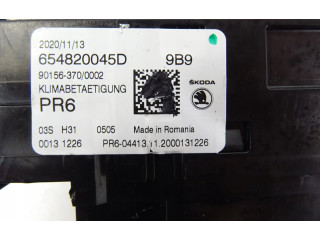 2020/11/13
654820045D 9B9
90156-370/0002
KLIMABETAETIGUNG
ŠKODA
PR6
03S H31 0505 Made in Romania
0013 1226 PR6-04413.11.2000131226